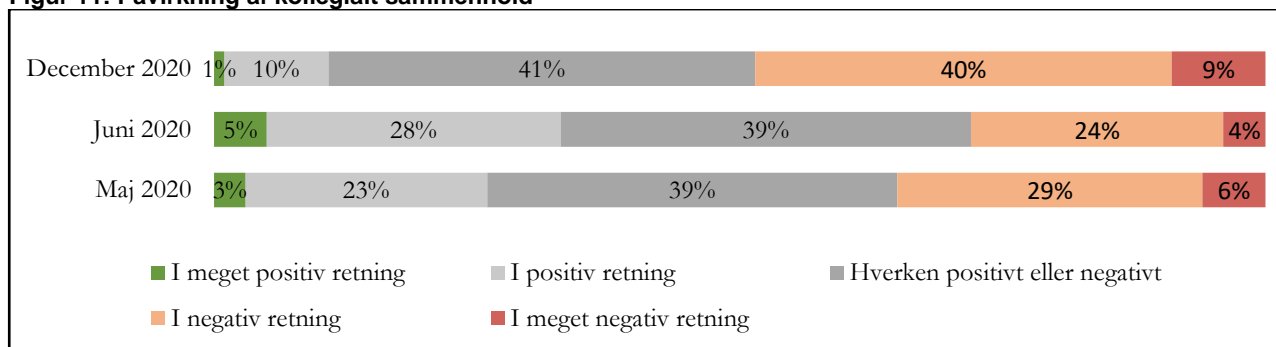 December 2020 1% 10% 41% 40% 9%
Juni 2020 5% 28% 39% 24% 4%
Maj 2020 3% 23% 39% 29% 6%
I meget positiv retning I positiv retning Hverken positivt eller negativt
I negativ retning I meget negativ retning